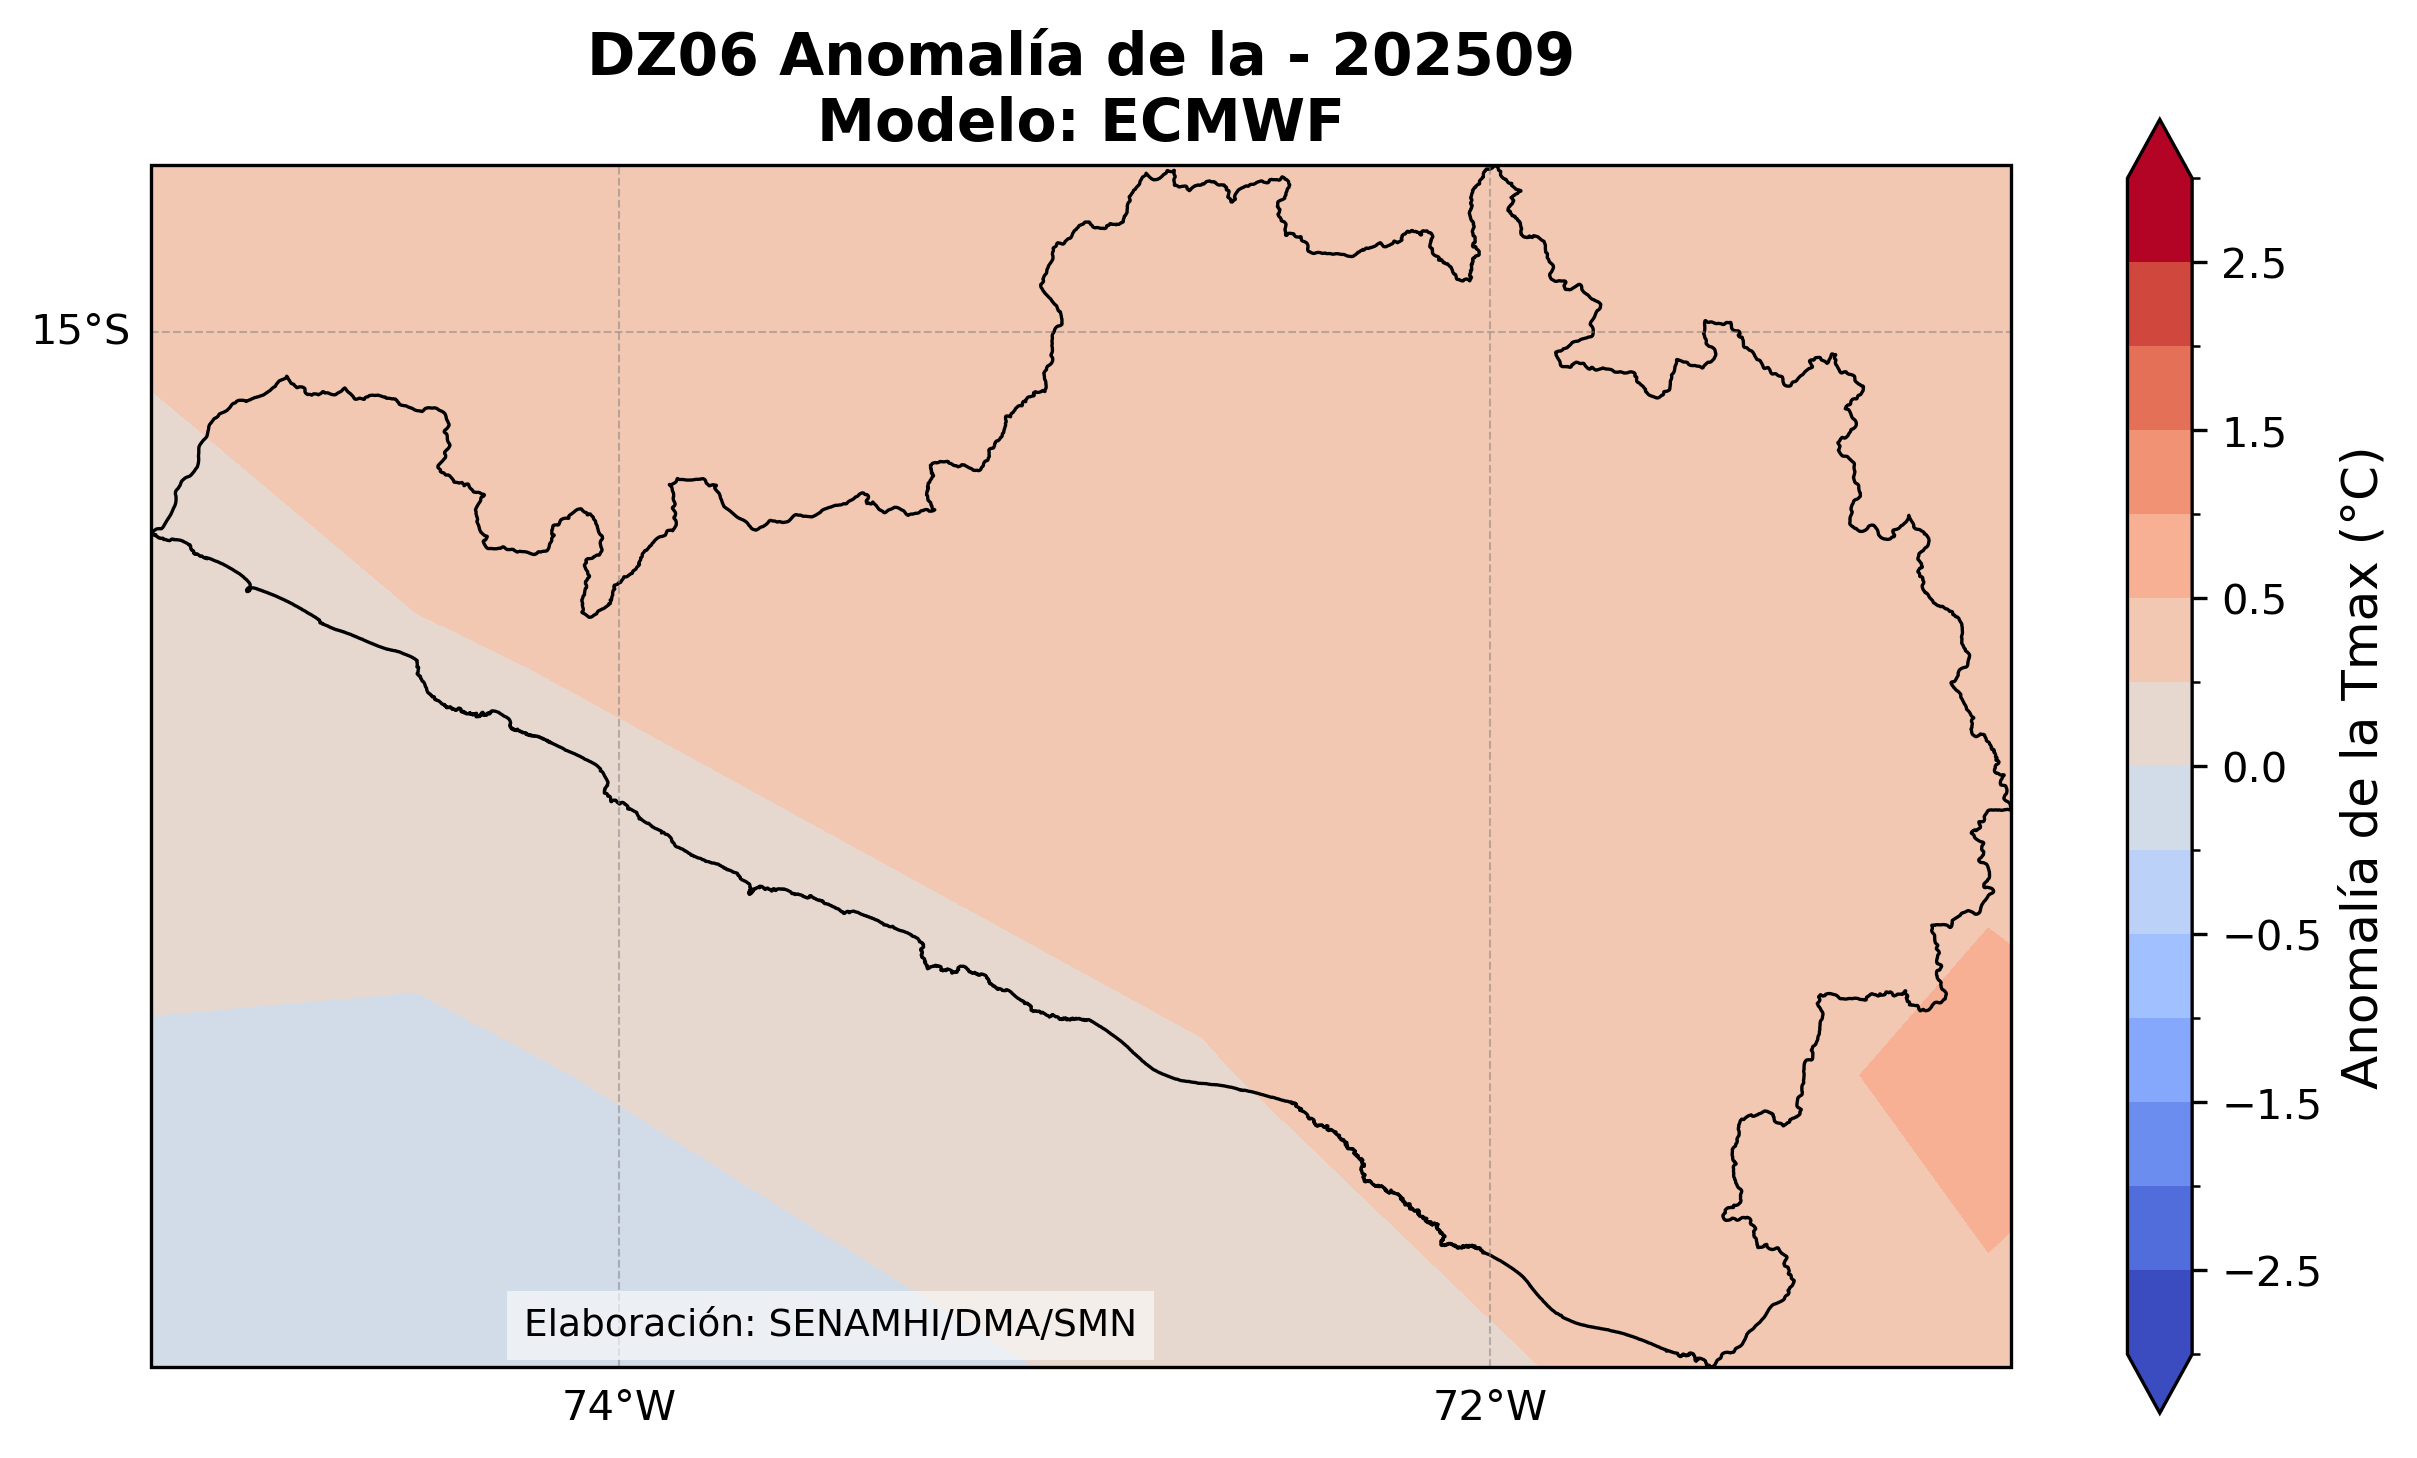 DZ06 Anomalía de la - 202509
Modelo: ECMWF
15°S
74°W
72°W
Elaboración: SENAMHI/DMA/SMN
2.5
1.5
0.5
0.0
−0.5
−1.5
−2.5
Anomalía de la Tmax (°C)